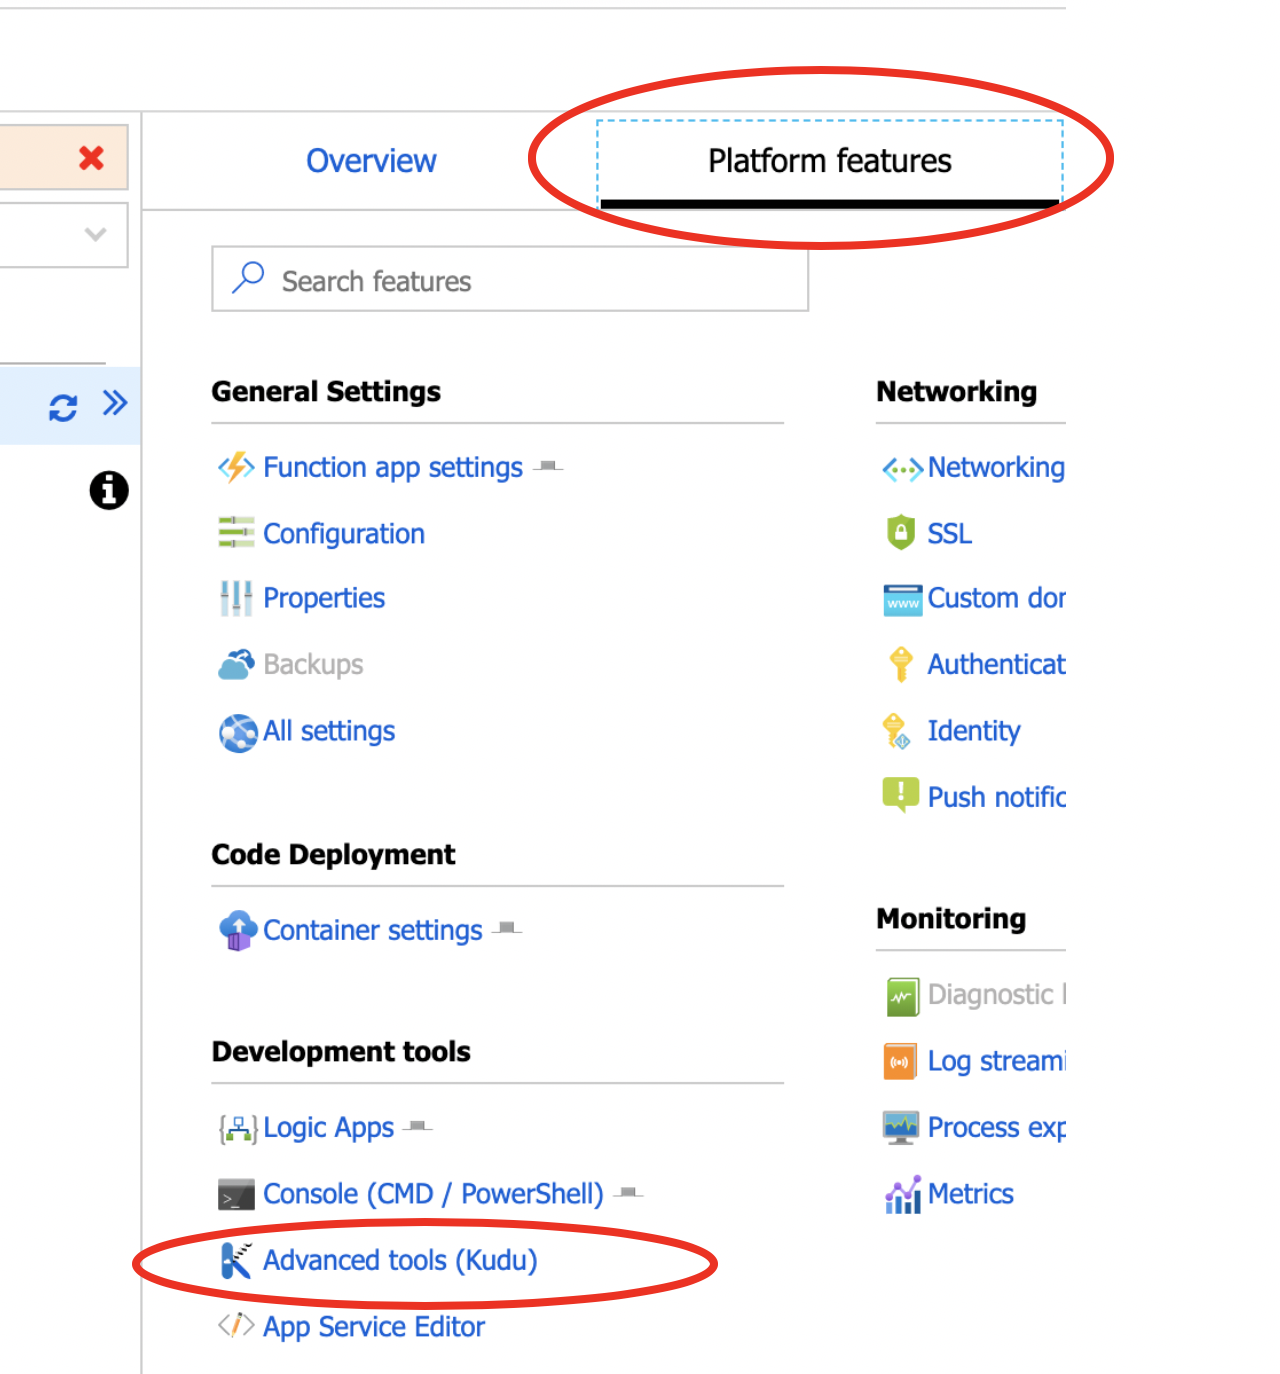 Overview
Platform features
Search features
General Settings
Function app settings
Configuration
Properties
Backups
All settings
Code Deployment
Container settings
Development tools
Logic Apps
Console (CMD / PowerShell)
Advanced tools (Kudu)
App Service Editor
Networking
Networking
SSL
www
Custom dor
Authenticat
Identity
Push notific
Monitoring
Diagnostic l
Log streami
Process exp
Metrics